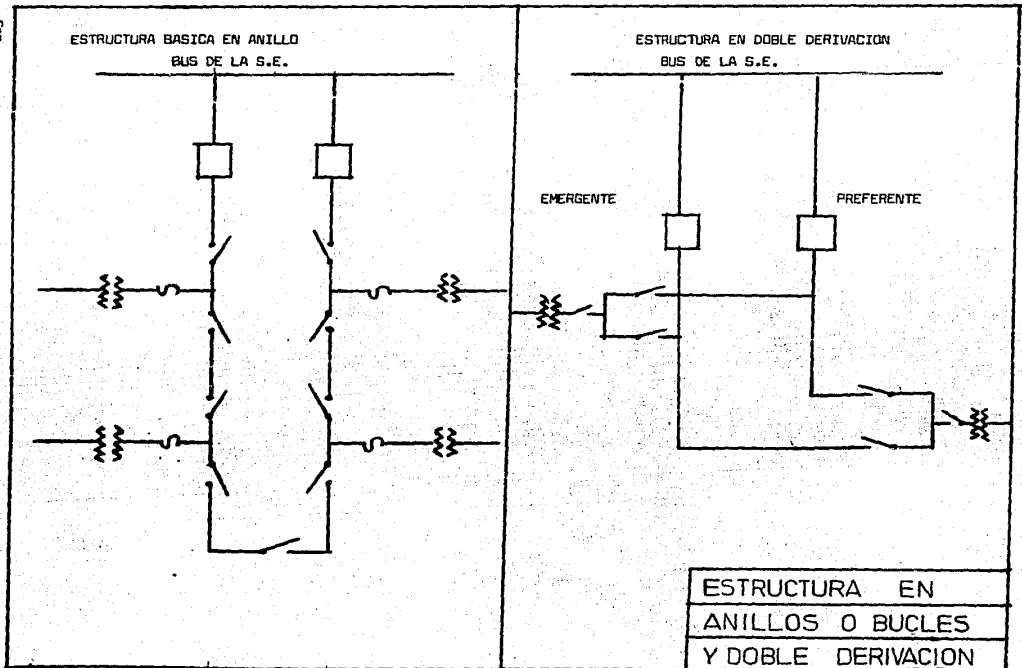 ESTRUCTURA BASICA EN ANILLO
BUS DE LA S.E.
ESTRUCTURA EN DOBLE DERIVACION
BUS DE LA S.E.
EMERGENTE
PREFERENTE
ESTRUCTURA EN
ANILLOS O BUCLES
Y DOBLE DERIVACION